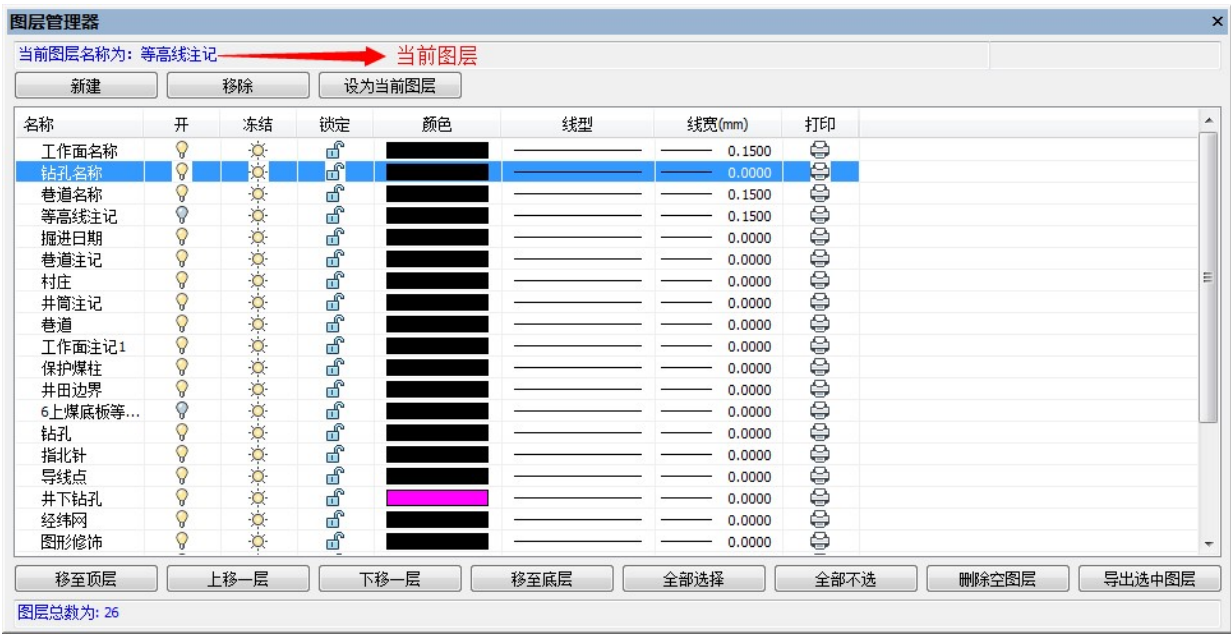 图层管理器
当前图层名称为: 等高线注记 当前图层
新建 移除 设为当前图层
名称 开 冻结 锁定 颜色 线型 线宽(mm) 打印
工作面名称 0.1500
钻孔名称 0.0000
巷道名称 0.1500
等高线注记 0.1500
掘进日期 0.0000
巷道注记 0.0000
村庄 0.0000
井筒注记 0.0000
巷道 0.0000
工作面注记1 0.0000
保护煤柱 0.0000
井田边界 0.0000
6上煤底板等... 0.0000
钻孔 0.0000
指北针 0.0000
导线点 0.0000
井下钻孔 0.0000
经纬网 0.0000
图形修饰 0.0000
移至顶层 上移一层 下移一层 移至底层 全部选择 全部不选 删除空图层 导出选中图层
图层总数为: 26